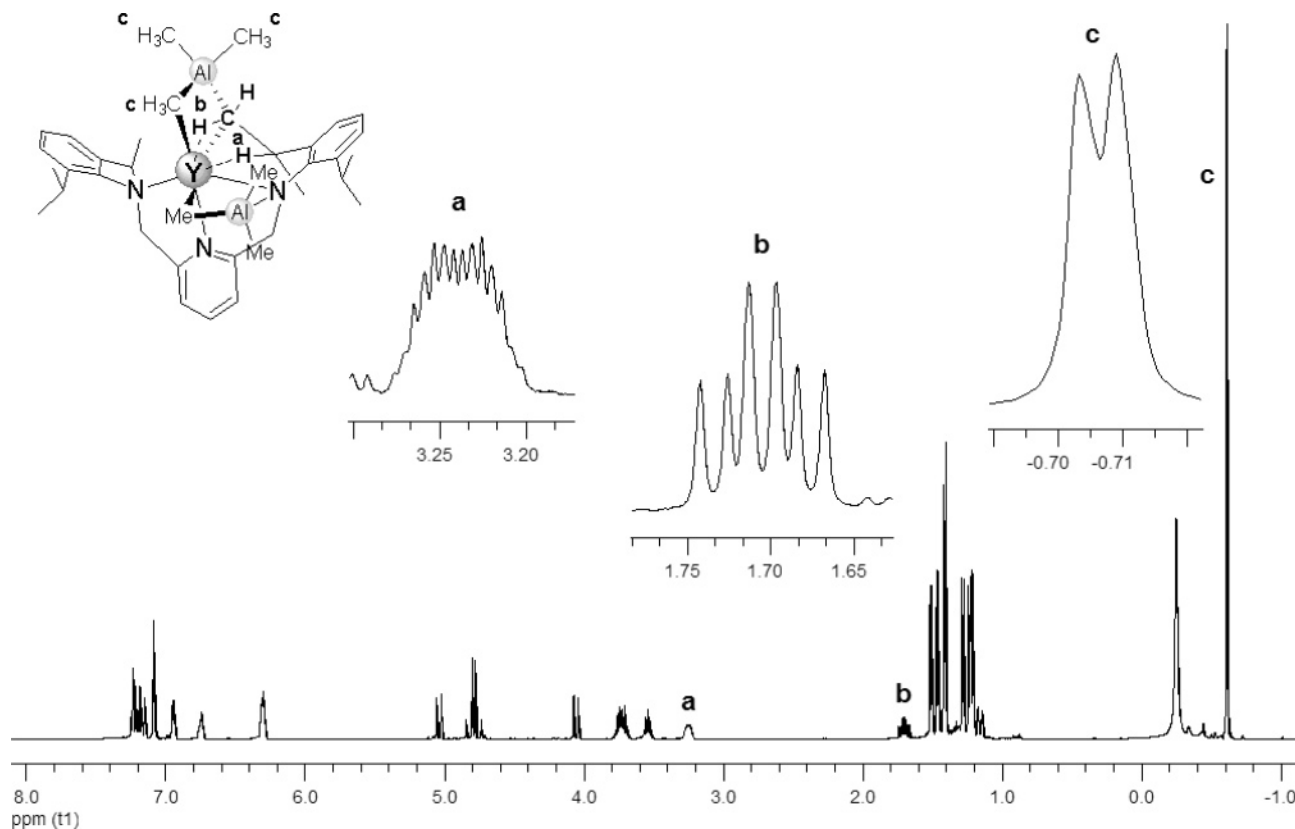 c c
H₃C CH₃
Al
c H₃C b H
H C
a
Y H
Me
N N
Me Al
N Me
a
3.25 3.20
b
1.75 1.70 1.65
c
-0.70 -0.71
c
a
b
8.0 7.0 6.0 5.0 4.0 3.0 2.0 1.0 0.0 -1.0
ppm (t1)